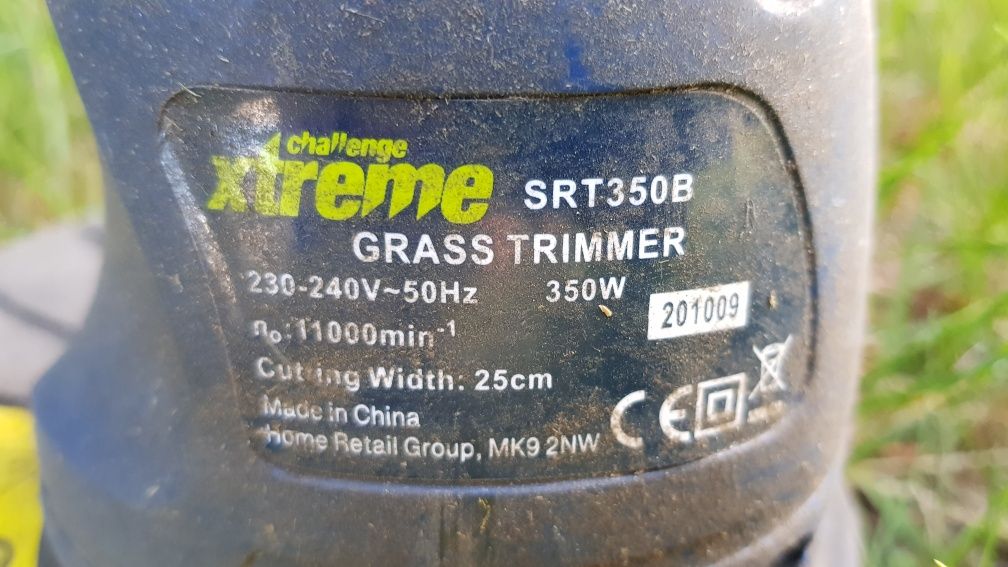 challenge
xtreme SRT350B
GRASS TRIMMER
230-240V~50Hz 350W
201009
n₀:11000min⁻¹
Cutting Width: 25cm
Made in China
Home Retail Group, MK9 2NW
CE